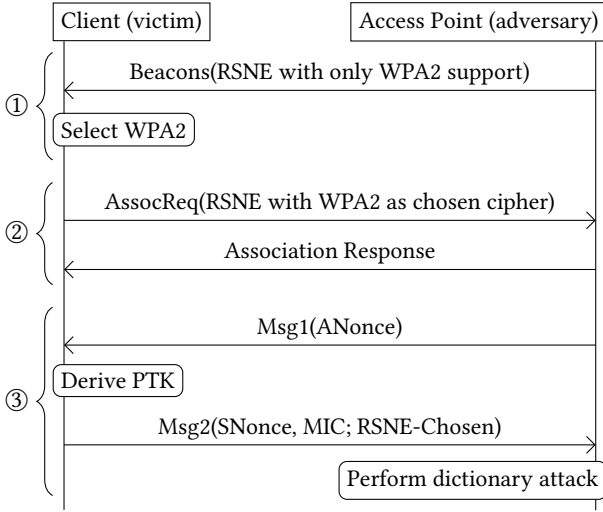 Client (victim)
Access Point (adversary)
Beacons(RSNE with only WPA2 support)
①
Select WPA2
AssocReq(RSNE with WPA2 as chosen cipher)
②
Association Response
Msg1(ANonce)
Derive PTK
③
Msg2(SNonce, MIC; RSNE-Chosen)
Perform dictionary attack